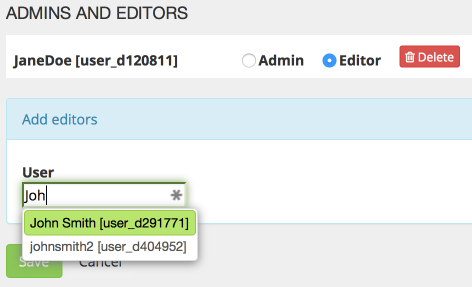 ADMINS AND EDITORS
JaneDoe [user_d120811] Admin Editor Delete
Add editors
User
Joh
John Smith [user_d291771]
johnsmith2 [user_d404952]
Save Cancel